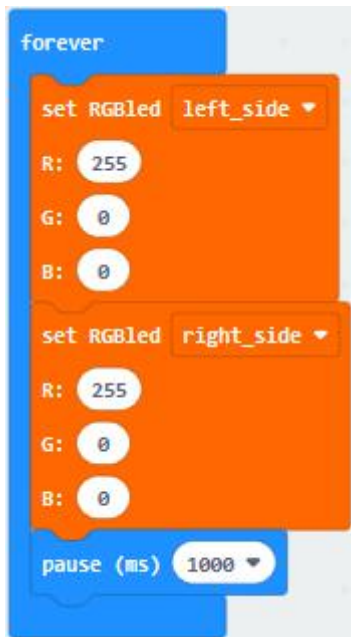 forever
set RGBled left_side
R: 255
G: 0
B: 0
set RGBled right_side
R: 255
G: 0
B: 0
pause (ms) 1000